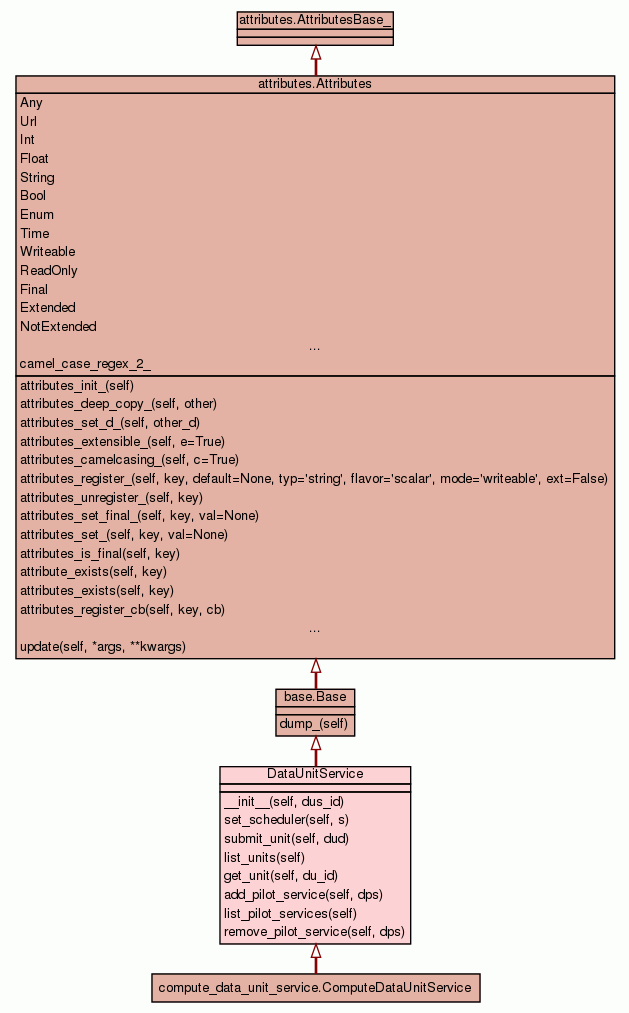 attributes.AttributesBase_
attributes.Attributes
Any
Url
Int
Float
String
Bool
Enum
Time
Writeable
ReadOnly
Final
Extended
NotExtended
...
camel_case_regex_2_
attributes_init_(self)
attributes_deep_copy_(self, other)
attributes_set_d_(self, other_d)
attributes_extensible_(self, e=True)
attributes_camelcasing_(self, c=True)
attributes_register_(self, key, default=None, typ='string', flavor='scalar', mode='writeable', ext=False)
attributes_unregister_(self, key)
attributes_set_final_(self, key, val=None)
attributes_set_(self, key, val=None)
attributes_is_final(self, key)
attribute_exists(self, key)
attributes_exists(self, key)
attributes_register_cb(self, key, cb)
...
update(self, *args, **kwargs)
base.Base
dump_(self)
DataUnitService
__init__(self, dus_id)
set_scheduler(self, s)
submit_unit(self, dud)
list_units(self)
get_unit(self, du_id)
add_pilot_service(self, dps)
list_pilot_services(self)
remove_pilot_service(self, dps)
compute_data_unit_service.ComputeDataUnitService